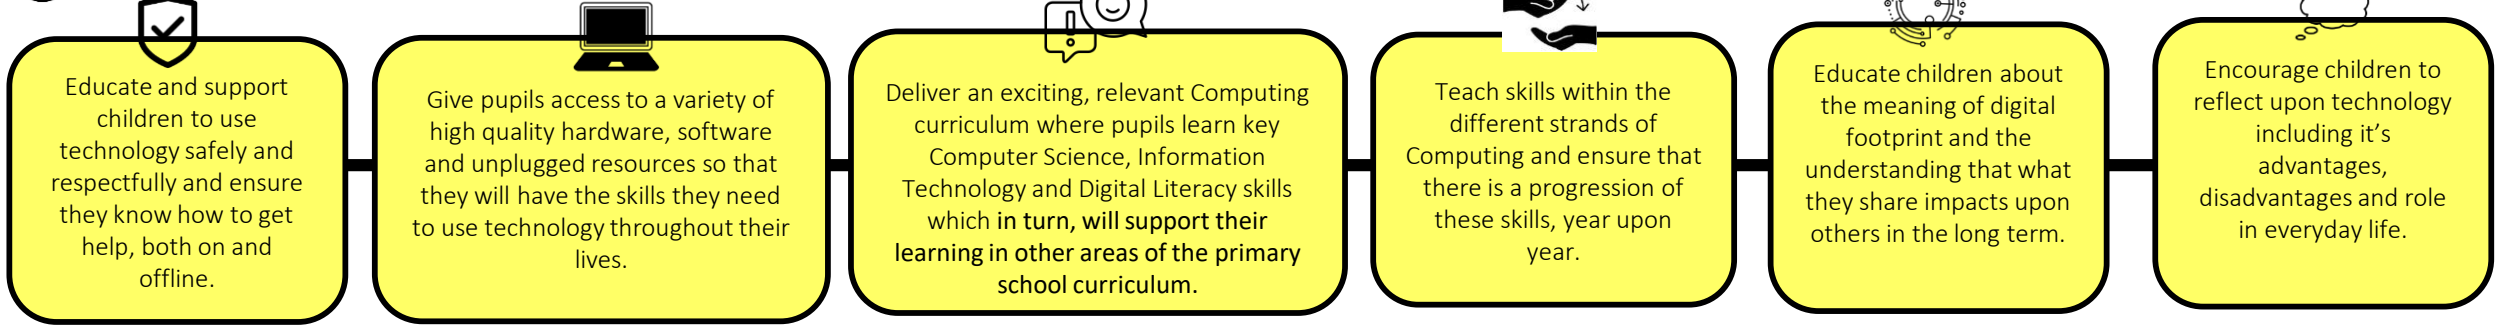 Educate and support
children to use
technology safely and
respectfully and ensure
they know how to get
help, both on and
offline.
Give pupils access to a variety of
high quality hardware, software
and unplugged resources so that
they will have the skills they need
to use technology throughout their
lives.
Deliver an exciting, relevant Computing
curriculum where pupils learn key
Computer Science, Information
Technology and Digital Literacy skills
which in turn, will support their
learning in other areas of the primary
school curriculum.
Teach skills within the
different strands of
Computing and ensure that
there is a progression of
these skills, year upon
year.
Educate children about
the meaning of digital
footprint and the
understanding that what
they share impacts upon
others in the long term.
Encourage children to
reflect upon technology
including it’s
advantages,
disadvantages and role
in everyday life.